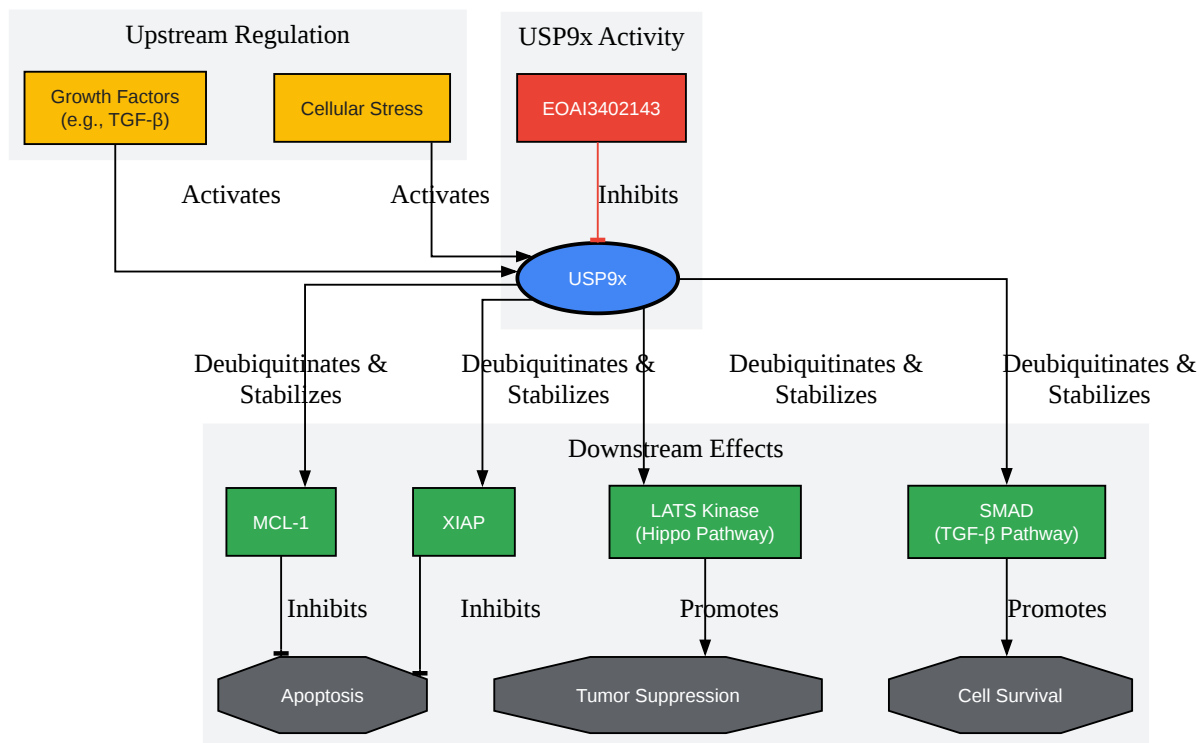 Upstream Regulation
USP9x Activity
Growth Factors
(e.g., TGF-β)
Cellular Stress
EOAI3402143
Activates
Activates
Inhibits
USP9x
Deubiquitinates &
Stabilizes
Deubiquitinates &
Stabilizes
Deubiquitinates &
Stabilizes
Deubiquitinates &
Stabilizes
Downstream Effects
MCL-1
XIAP
LATS Kinase
(Hippo Pathway)
SMAD
(TGF-β Pathway)
Inhibits
Inhibits
Promotes
Promotes
Apoptosis
Tumor Suppression
Cell Survival